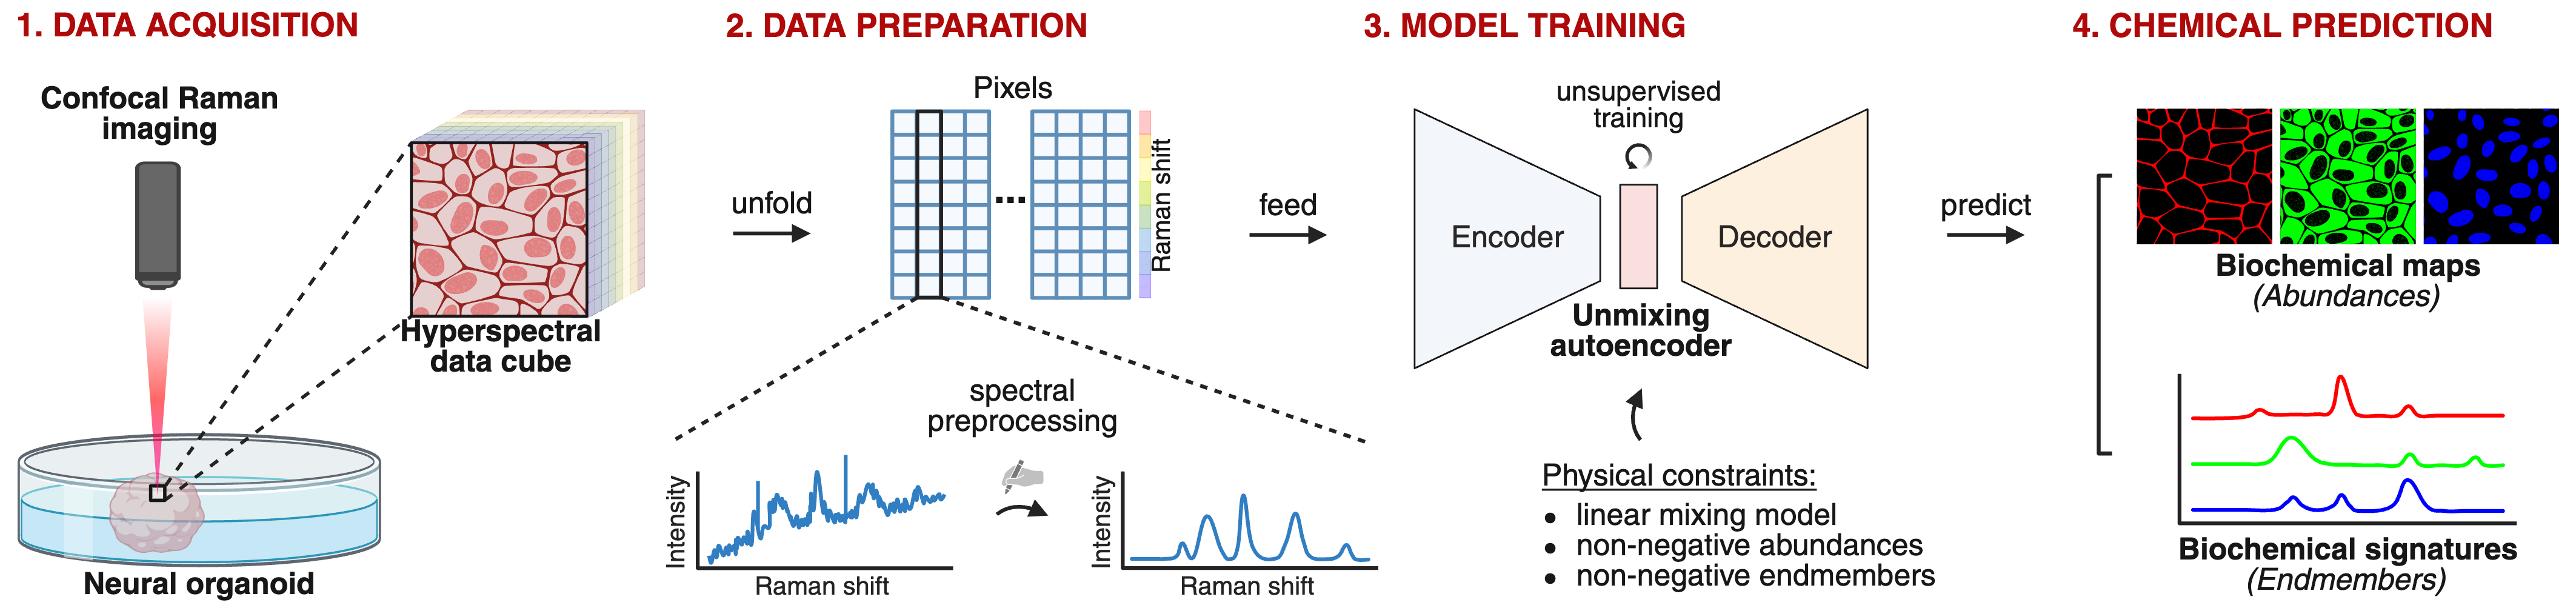 1. DATA ACQUISITION
Confocal Raman
imaging
Hyperspectral
data cube
Neural organoid
2. DATA PREPARATION
unfold
Pixels
...
Raman shift
spectral
preprocessing
Intensity
Raman shift
Intensity
Raman shift
feed
3. MODEL TRAINING
unsupervised
training
Encoder
Decoder
Unmixing
autoencoder
Physical constraints:
• linear mixing model
• non-negative abundances
• non-negative endmembers
predict
4. CHEMICAL PREDICTION
Biochemical maps
(Abundances)
Biochemical signatures
(Endmembers)